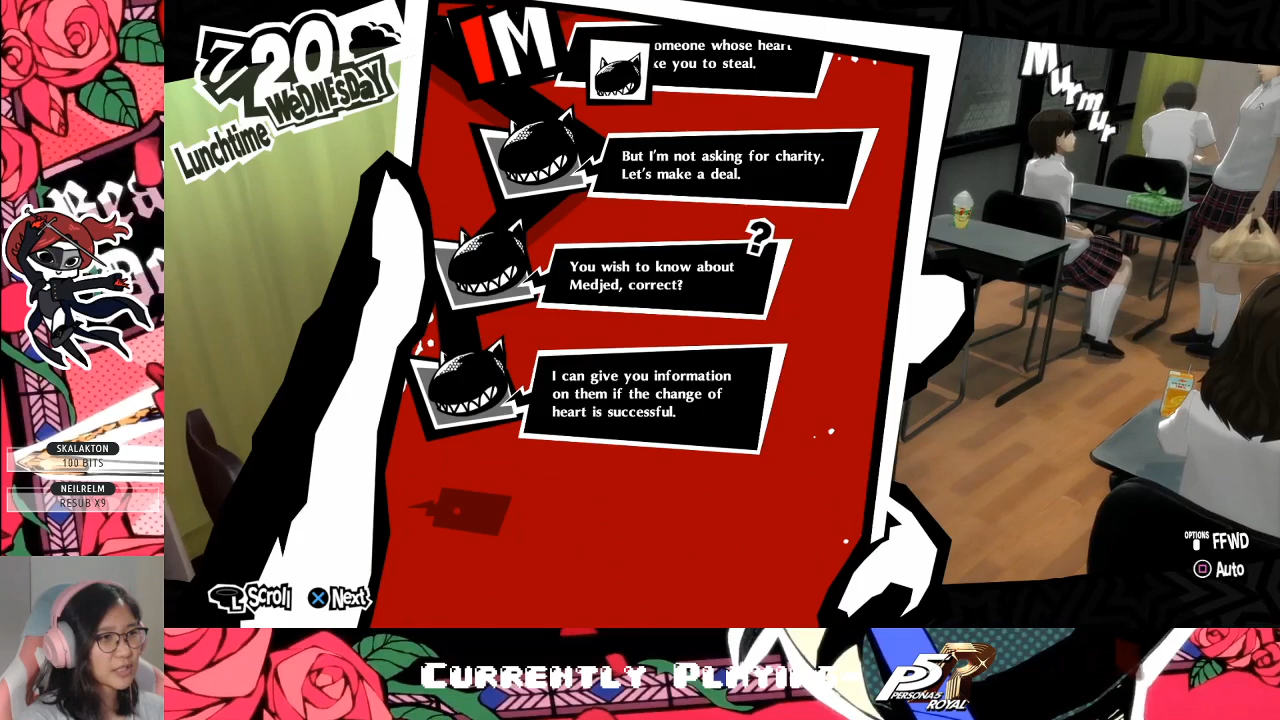 7/20
WEDNESDAY
Lunchtime
IM
omeone whose heart
ke you to steal.
But I'm not asking for charity.
Let's make a deal.
?
You wish to know about
Medjed, correct?
I can give you information
on them if the change of
heart is successful.
Murmur
SKALAKTON
100 BITS
NEILRELM
RESUB X9
L Scroll
Next
OPTIONS
FFWD
Auto
Currently Playing
P5R
PERSONA5
ROYAL